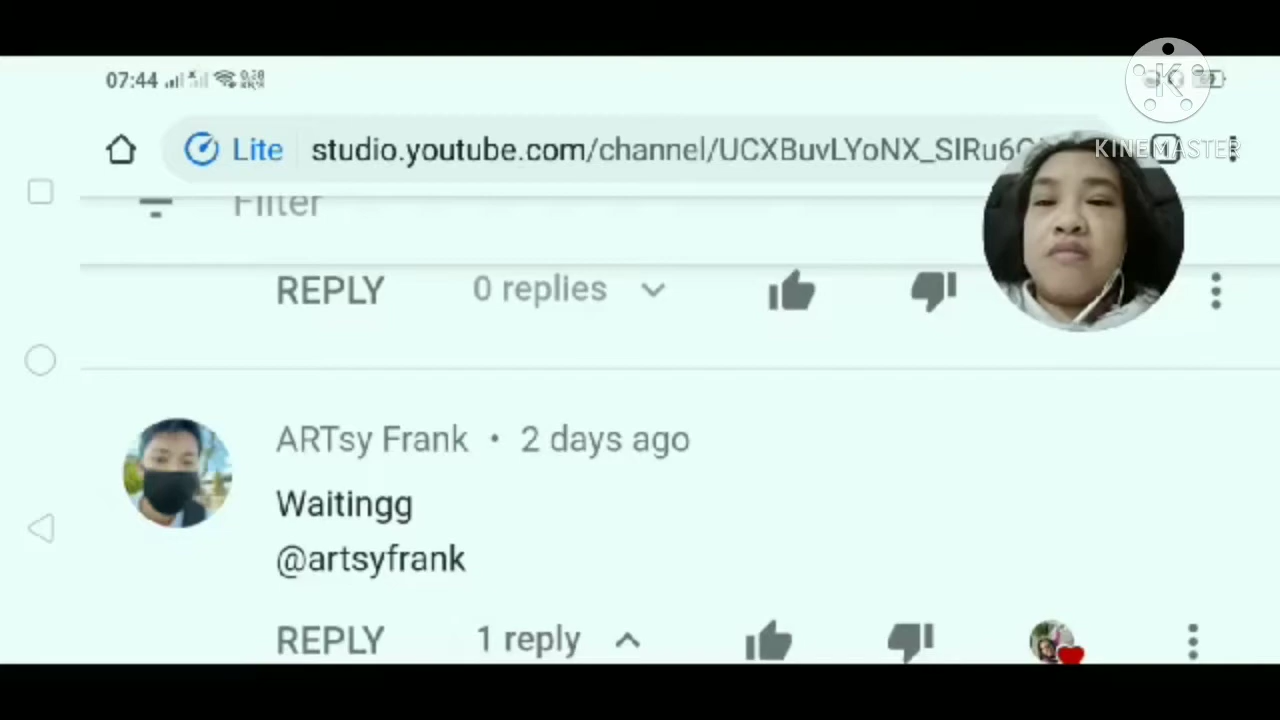 07:44
KINEMASTER
Lite studio.youtube.com/channel/UCXBuvLYoNX_SIRu6
Filter
REPLY 0 replies
ARTsy Frank • 2 days ago
Waitingg
@artsyfrank
REPLY 1 reply